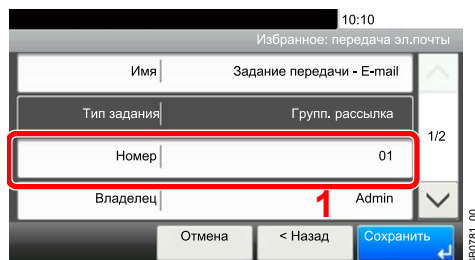 10:10
Избранное: передача эл.почты
Имя Задание передачи - E-mail
Тип задания Групп. рассылка
1/2
Номер 01
Владелец Admin
1
Отмена < Назад Сохранить